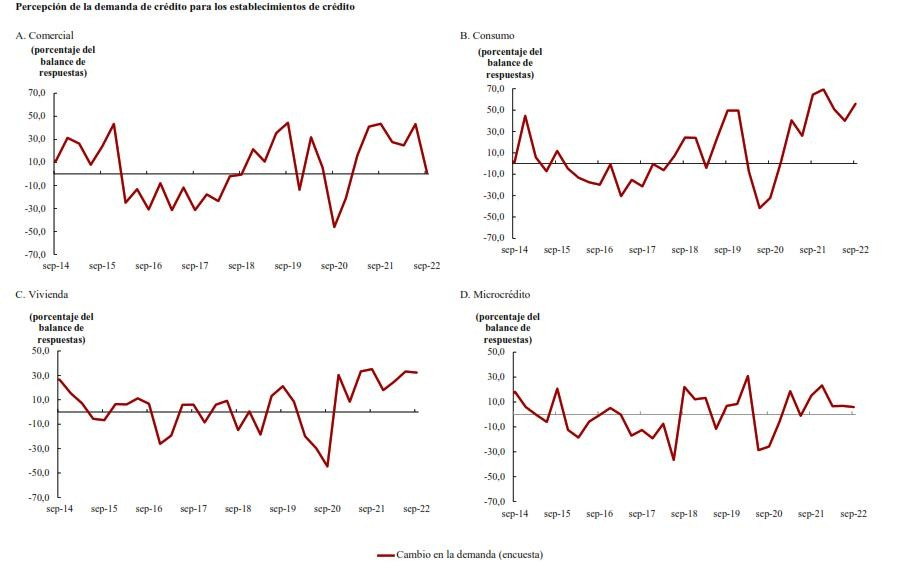 Percepción de la demanda de crédito para los establecimientos de crédito
A. Comercial
(porcentaje del
balance de
respuestas)
70,0
50,0
30,0
10,0
-10,0
-30,0
-50,0
-70,0
sep-14 sep-15 sep-16 sep-17 sep-18 sep-19 sep-20 sep-21 sep-22
B. Consumo
(porcentaje del
balance de
respuestas)
70,0
50,0
30,0
10,0
-10,0
-30,0
-50,0
-70,0
sep-14 sep-15 sep-16 sep-17 sep-18 sep-19 sep-20 sep-21 sep-22
C. Vivienda
(porcentaje del
balance de
respuestas)
50,0
30,0
10,0
-10,0
-30,0
-50,0
-70,0
sep-14 sep-15 sep-16 sep-17 sep-18 sep-19 sep-20 sep-21 sep-22
D. Microcrédito
(porcentaje del
balance de
respuestas)
50,0
30,0
10,0
-10,0
-30,0
-50,0
-70,0
sep-14 sep-15 sep-16 sep-17 sep-18 sep-19 sep-20 sep-21 sep-22
Cambio en la demanda (encuesta)